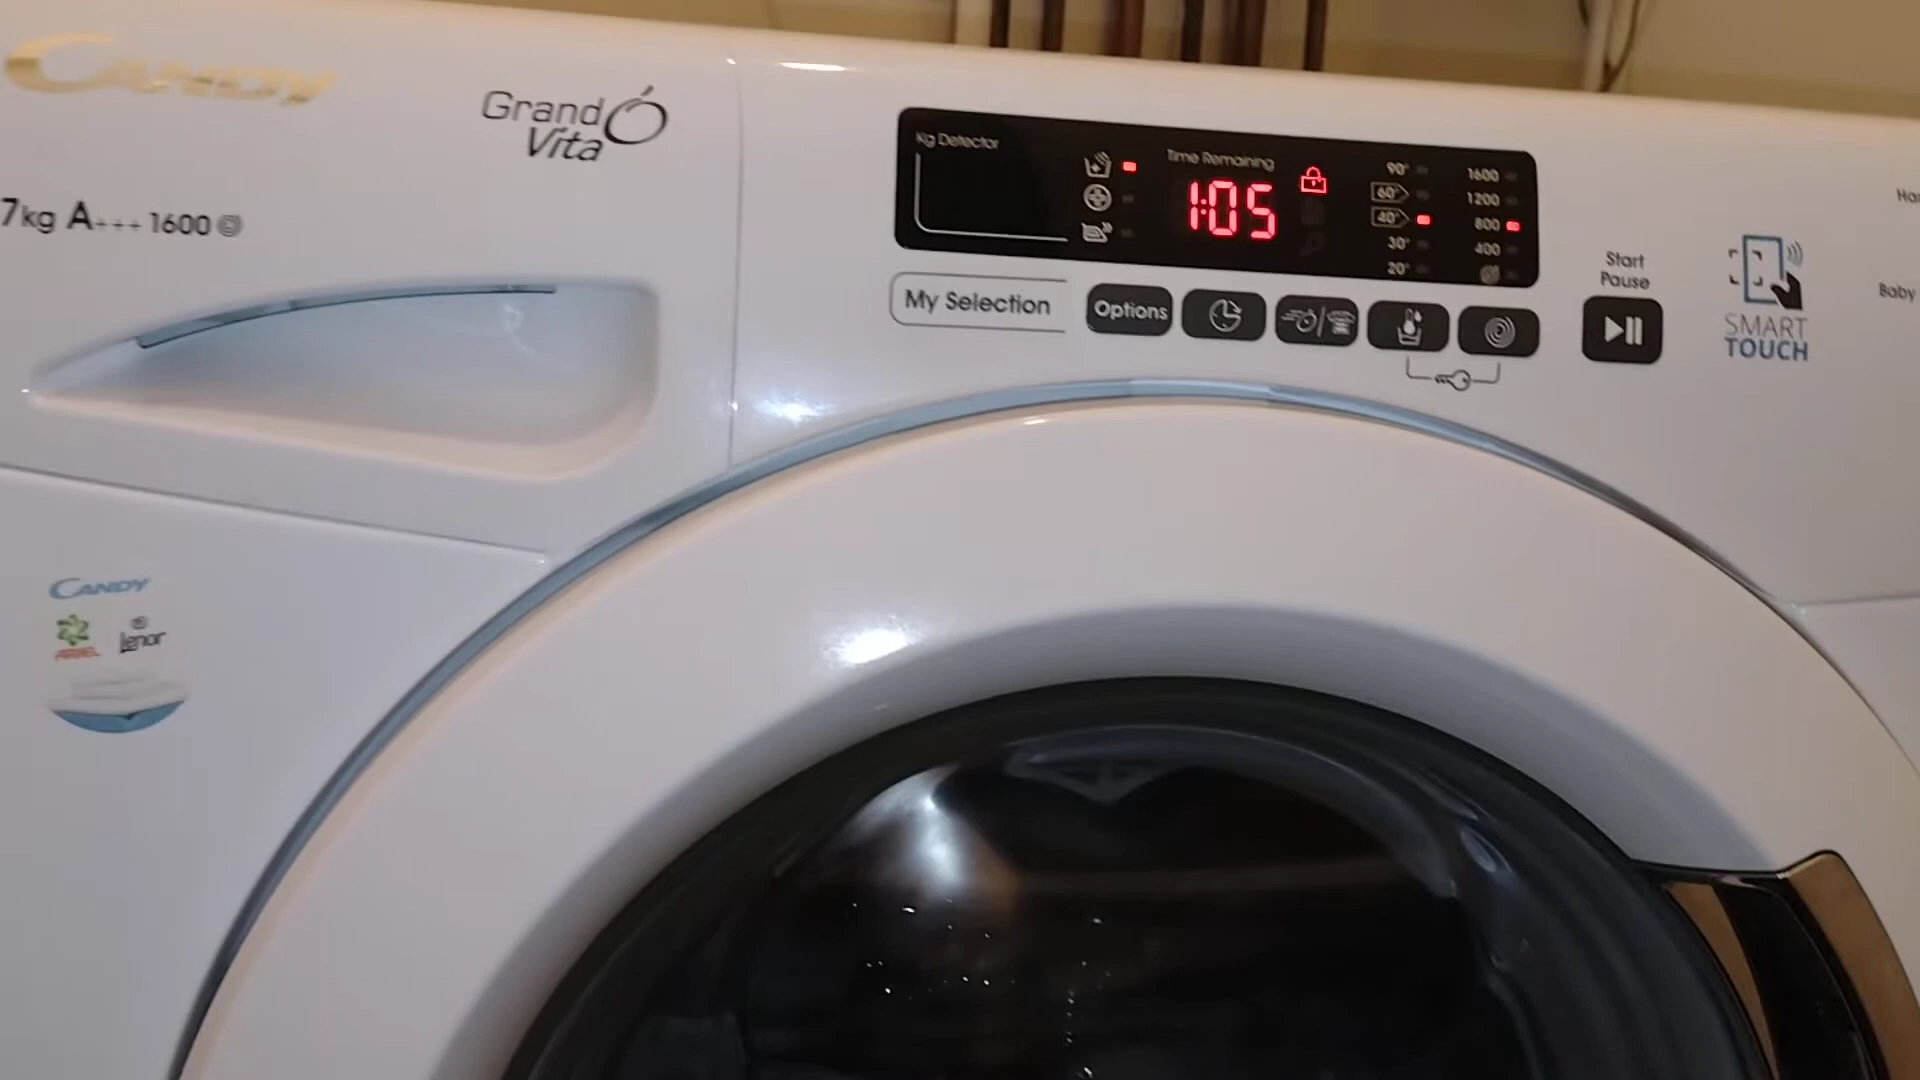 CANDY
Grand Ó
Vita
7kg A+++ 1600
Kg Detector
Time Remaining
1:05
90°
60°
40°
30°
20°
1600
1200
800
400
My Selection
Options
Start
Pause
SMART
TOUCH
Baby
CANDY
ARIEL
Lenor